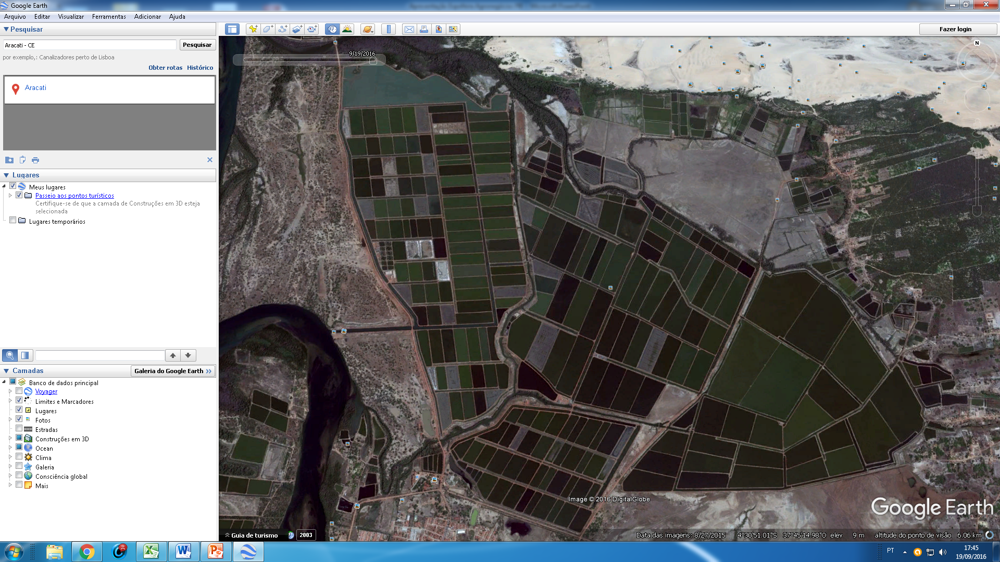 Google Earth
Arquivo Editar Visualizar Ferramentas Adicionar Ajuda
Pesquisar
Fazer login
Aracati - CE
Pesquisar
por exemplo,: Canalizadores perto de Lisboa
Obter rotas Histórico
9/19/2016
N
Aracati
Lugares
Meus lugares
Passeio aos pontos turísticos
Certifique-se de que a camada de Construções em 3D esteja
selecionada
Lugares temporários
Camadas
Galeria do Google Earth >>
Banco de dados principal
Voyager
Limites e Marcadores
Lugares
Fotos
Estradas
Construções em 3D
Ocean
Clima
Galeria
Consciência global
Mais
Image © 2016 DigitalGlobe
Google Earth
Guia de turismo 2003
Data das imagens: 8/27/2015 4°30'51.01"S 37°45'14.98"O elev 9 m altitude do ponto de visão 6.06 km
PT
17:45
19/09/2016